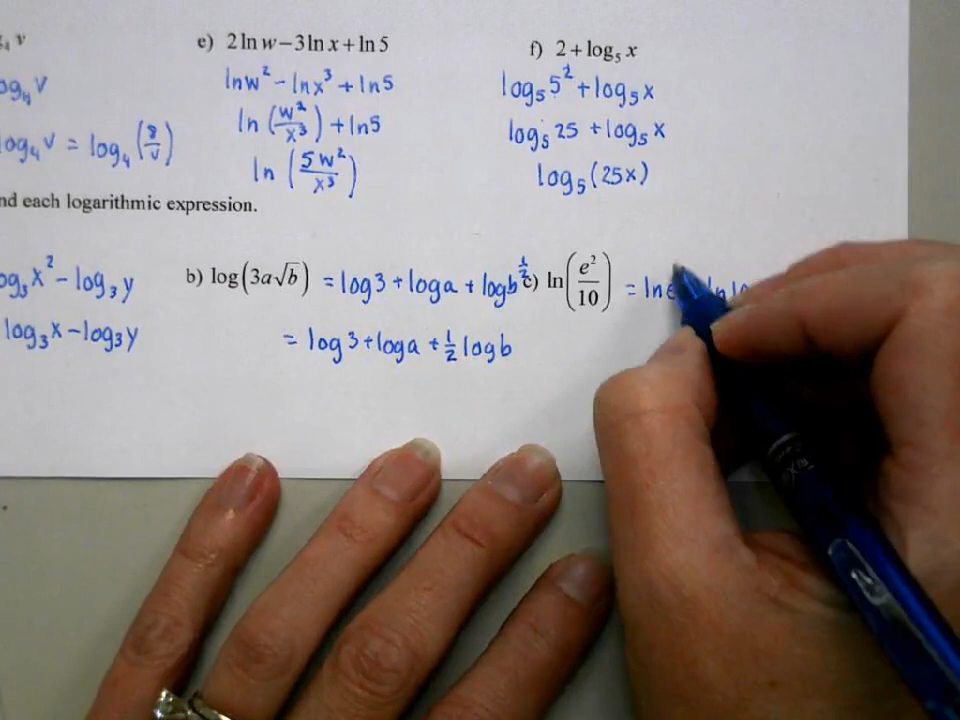 v e) 2 ln w − 3 ln x + ln 5 f) 2 + log₅ x
og₄ v ln w² − ln x³ + ln 5 log₅ 5² + log₅ x
log₄ v = log₄ (8/v) ln (w²/x³) + ln 5 log₅ 25 + log₅ x
ln (5w²/x³) log₅ (25x)
nd each logarithmic expression.
x² − log₃ y b) log(3a√b) = log 3 + log a + log b^½ c) ln(e²/10) = ln e ln 10
log₃ x − log₃ y = log 3 + log a + ½ log b